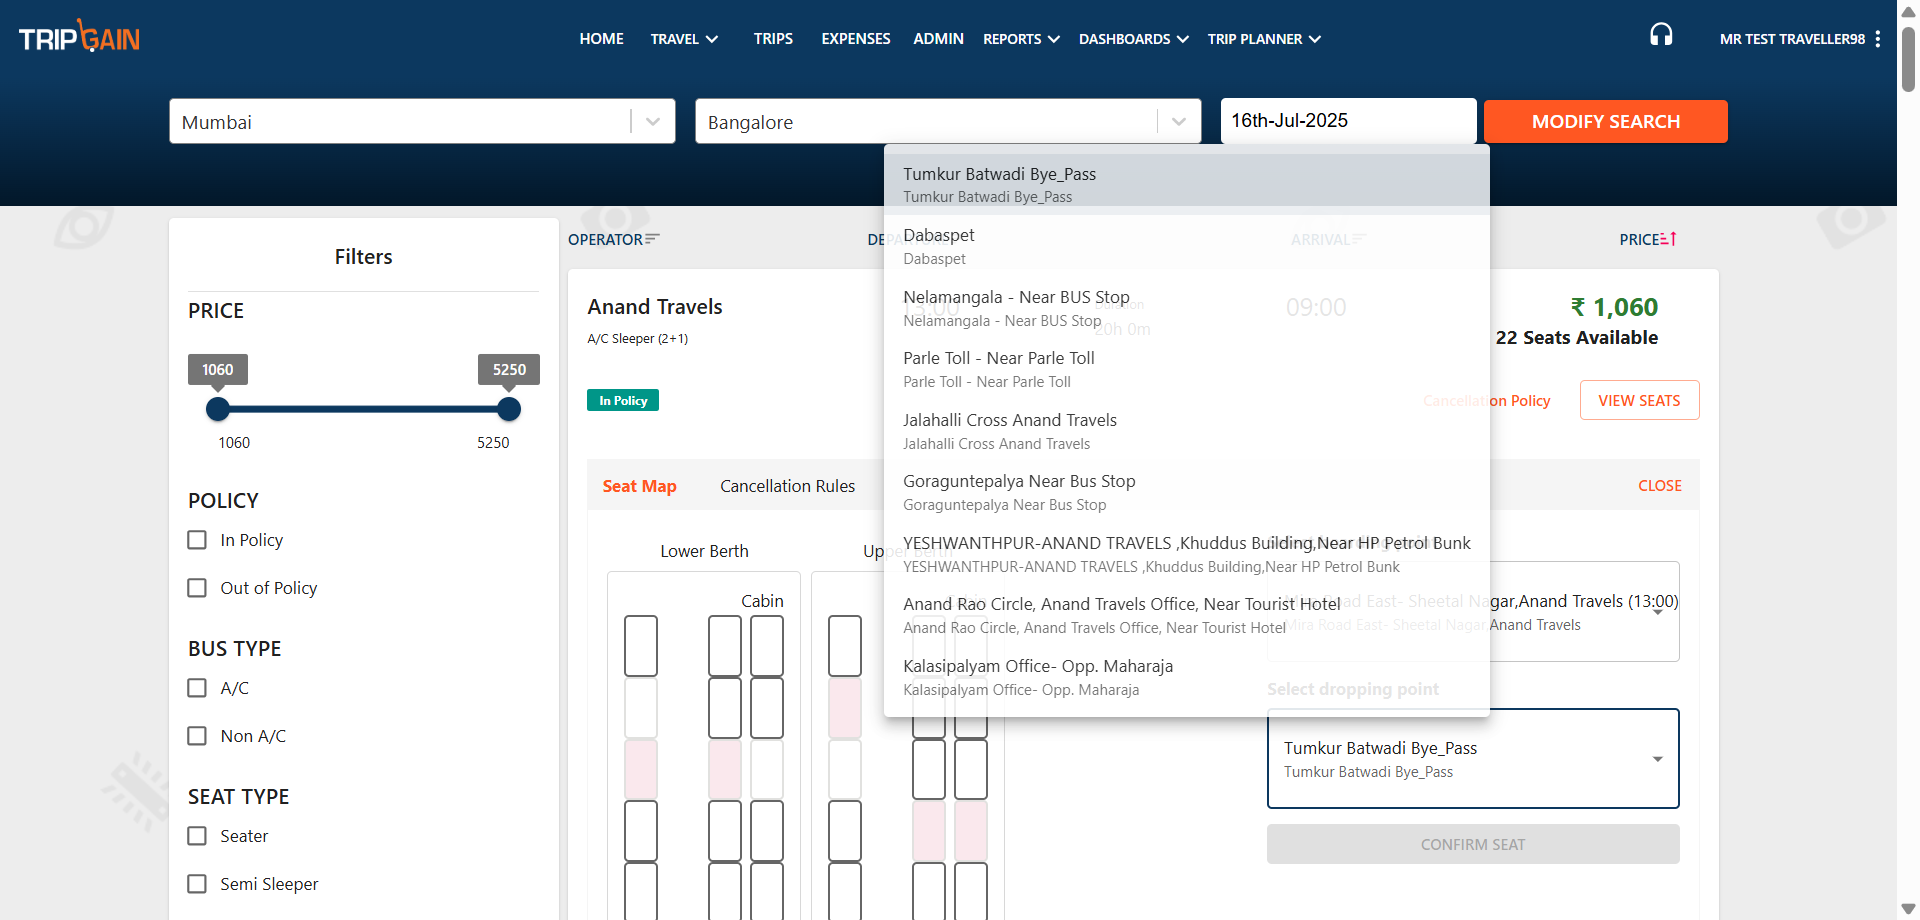 TRIPGAIN
HOME TRAVEL TRIPS EXPENSES ADMIN REPORTS DASHBOARDS TRIP PLANNER MR TEST TRAVELLER98
Mumbai Bangalore 16th-Jul-2025 MODIFY SEARCH
Filters
PRICE
1060 5250
1060 5250
POLICY
In Policy
Out of Policy
BUS TYPE
A/C
Non A/C
SEAT TYPE
Seater
Semi Sleeper
OPERATOR ARRIVAL PRICE
Anand Travels 13:00 09:00 ₹ 1,060
A/C Sleeper (2+1) 20h 0m 22 Seats Available
In Policy Cancellation Policy VIEW SEATS
Seat Map Cancellation Rules CLOSE
Lower Berth Upper Berth
Cabin
Tumkur Batwadi Bye_Pass
Tumkur Batwadi Bye_Pass
Dabaspet
Dabaspet
Nelamangala - Near BUS Stop
Nelamangala - Near BUS Stop
Parle Toll - Near Parle Toll
Parle Toll - Near Parle Toll
Jalahalli Cross Anand Travels
Jalahalli Cross Anand Travels
Goraguntepalya Near Bus Stop
Goraguntepalya Near Bus Stop
YESHWANTHPUR-ANAND TRAVELS ,Khuddus Building,Near HP Petrol Bunk
YESHWANTHPUR-ANAND TRAVELS ,Khuddus Building,Near HP Petrol Bunk
Anand Rao Circle, Anand Travels Office, Near Tourist Hotel
Anand Rao Circle, Anand Travels Office, Near Tourist Hotel
Kalasipalyam Office- Opp. Maharaja
Kalasipalyam Office- Opp. Maharaja
Mira Road East- Sheetal Nagar,Anand Travels (13:00)
Mira Road East- Sheetal Nagar,Anand Travels
Select dropping point
Tumkur Batwadi Bye_Pass
Tumkur Batwadi Bye_Pass
CONFIRM SEAT